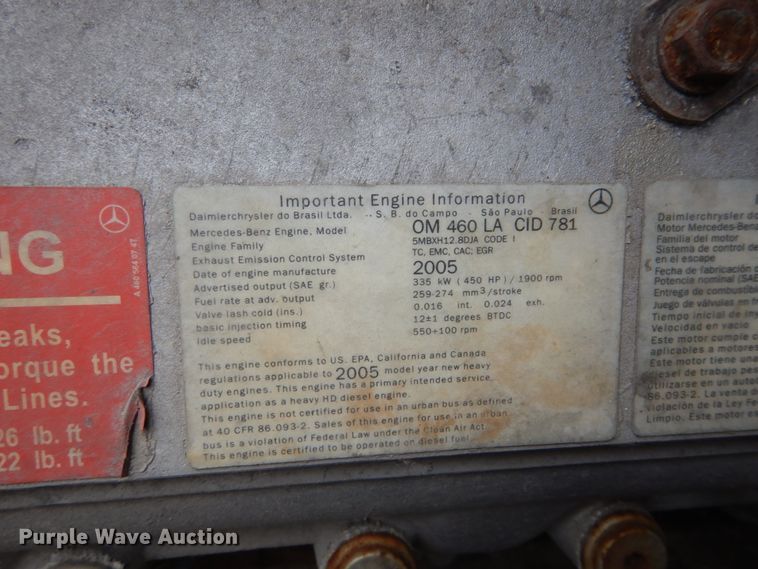 NG
A 460 584 07 47
eaks,
orque the
Lines.
26 lb. ft
22 lb. ft
Important Engine Information
Daimlerchrysler do Brasil Ltda. -- S. B. do Campo - São Paulo - Brasil
Mercedes-Benz Engine, Model OM 460 LA CID 781
Engine Family 5MBXH12.8DJA CODE !
Exhaust Emission Control System TC, EMC, CAC; EGR
Date of engine manufacture 2005
Advertised output (SAE gr.) 335 kW (450 HP) / 1900 rpm
Fuel rate at adv. output 259-274 mm³/stroke
Valve lash cold (ins.) 0.016 int. 0.024 exh.
basic injection timing 12±1 degrees BTDC
Idle speed 550+100 rpm
This engine conforms to US. EPA, California and Canada
regulations applicable to 2005 model year new heavy
duty engines. This engine has a primary intended service
application as a heavy HD diesel engine.
This engine is not certified for use in an urban bus as defined
at 40 CFR 86.093-2. Sales of this engine for use in an urban
bus is a violation of Federal Law under the Clean Air Act.
This engine is certified to be operated on diesel fuel.
Daimlerchrysler do
Motor Mercedes-Benz
Familia del motor
Sistema de control
en el escape
Fecha de fabricación
Potencia nominal (SAE
Entrega de combustible
Juego de válvulas en frío
Tiempo inicial de
Velocidad en vacio
Este motor cumple c
aplicables a motores
Este motor tiene una
diesel de trabajo pes
utilizarse en un auto
86.093-2. La venta d
violación de la Ley Fe
Limpio. Este motor es
Purple Wave Auction